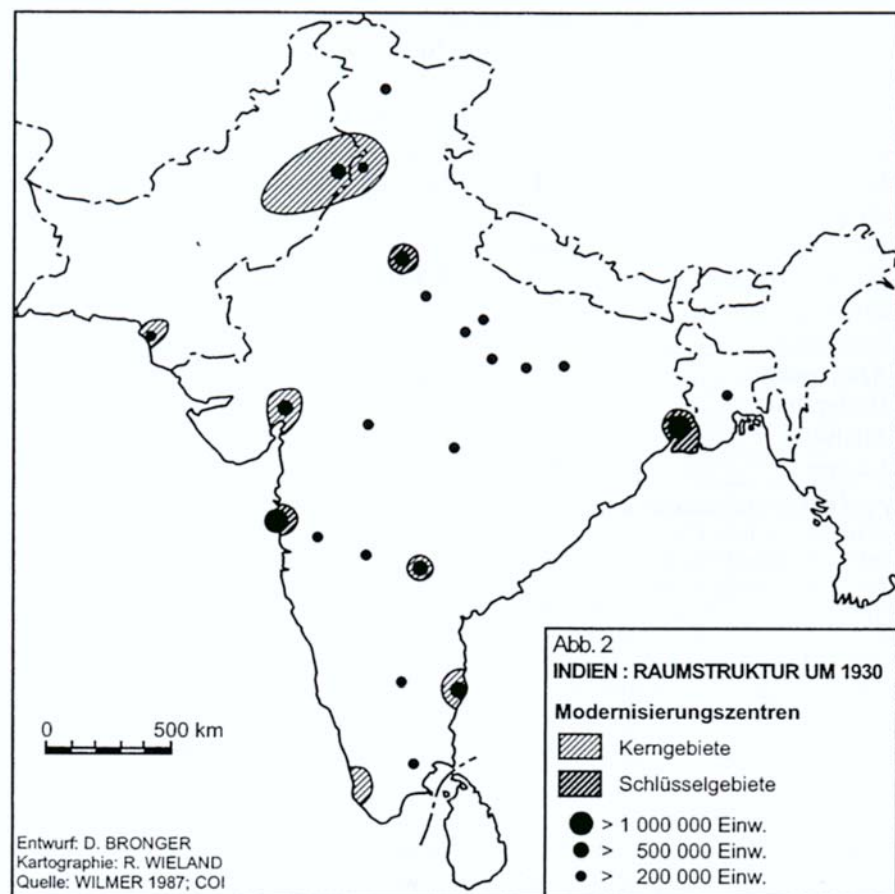 0 500 km
Entwurf: D. BRONGER
Kartographie: R. WIELAND
Quelle: WILMER 1987; COI
Abb. 2
INDIEN : RAUMSTRUKTUR UM 1930
Modernisierungszentren
Kerngebiete
Schlüsselgebiete
> 1 000 000 Einw.
> 500 000 Einw.
> 200 000 Einw.